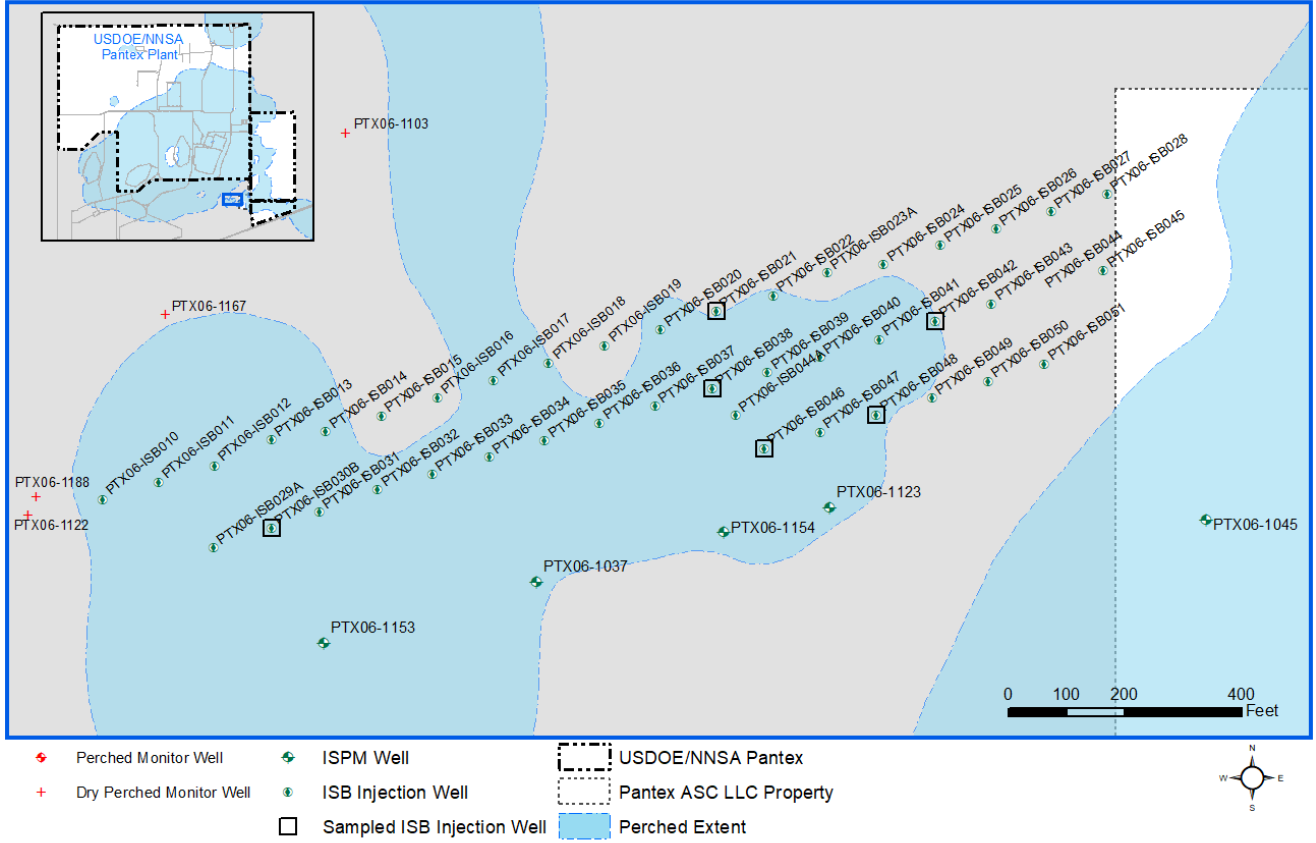 USDOE/NNSA
Pantex Plant
PTX06-1103
PTX06-1167
PTX06-1188
PTX06-1122
PTX06-ISB010
PTX06-ISB011
PTX06-ISB012
PTX06-ISB013
PTX06-ISB014
PTX06-ISB015
PTX06-ISB016
PTX06-ISB017
PTX06-ISB018
PTX06-ISB019
PTX06-ISB020
PTX06-ISB021
PTX06-ISB022
PTX06-ISB023A
PTX06-ISB024
PTX06-ISB025
PTX06-ISB026
PTX06-ISB027
PTX06-ISB028
PTX06-ISB029A
PTX06-ISB030B
PTX06-ISB031
PTX06-ISB032
PTX06-ISB033
PTX06-ISB034
PTX06-ISB035
PTX06-ISB036
PTX06-ISB037
PTX06-ISB038
PTX06-ISB039
PTX06-ISB040
PTX06-ISB041
PTX06-ISB042
PTX06-ISB043
PTX06-ISB044
PTX06-ISB045
PTX06-ISB044A
PTX06-ISB046
PTX06-ISB047
PTX06-ISB048
PTX06-ISB049
PTX06-ISB050
PTX06-ISB051
PTX06-1123
PTX06-1154
PTX06-1045
PTX06-1037
PTX06-1153
0 100 200 400
Feet
Perched Monitor Well
Dry Perched Monitor Well
ISPM Well
ISB Injection Well
Sampled ISB Injection Well
USDOE/NNSA Pantex
Pantex ASC LLC Property
Perched Extent
N
W E
S